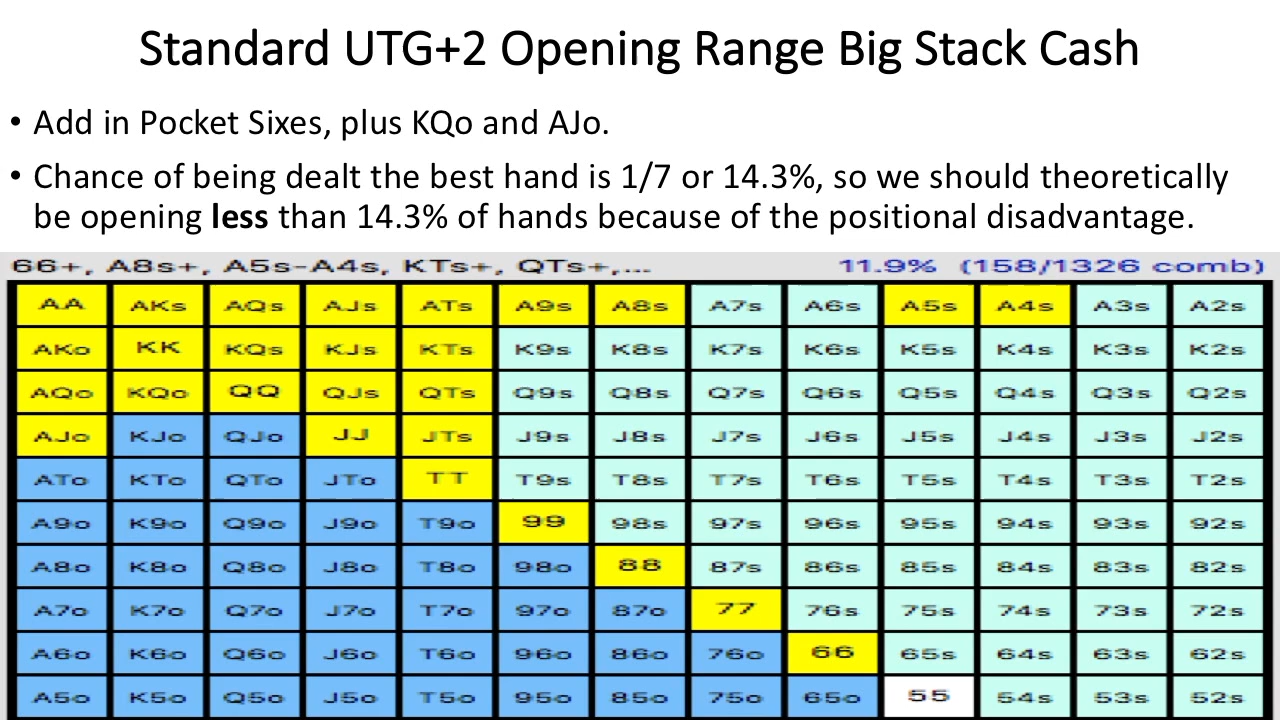 Standard UTG+2 Opening Range Big Stack Cash
• Add in Pocket Sixes, plus KQo and AJo.
• Chance of being dealt the best hand is 1/7 or 14.3%, so we should theoretically
be opening less than 14.3% of hands because of the positional disadvantage.
66+, A8s+, A5s-A4s, KTs+, QTs+,... 11.9% (158/1326 comb)
AA AKs AQs AJs ATs A9s A8s A7s A6s A5s A4s A3s A2s
AKo KK KQs KJs KTs K9s K8s K7s K6s K5s K4s K3s K2s
AQo KQo QQ QJs QTs Q9s Q8s Q7s Q6s Q5s Q4s Q3s Q2s
AJo KJo QJo JJ JTs J9s J8s J7s J6s J5s J4s J3s J2s
ATo KTo QTo JTo TT T9s T8s T7s T6s T5s T4s T3s T2s
A9o K9o Q9o J9o T9o 99 98s 97s 96s 95s 94s 93s 92s
A8o K8o Q8o J8o T8o 98o 88 87s 86s 85s 84s 83s 82s
A7o K7o Q7o J7o T7o 97o 87o 77 76s 75s 74s 73s 72s
A6o K6o Q6o J6o T6o 96o 86o 76o 66 65s 64s 63s 62s
A5o K5o Q5o J5o T5o 95o 85o 75o 65o 55 54s 53s 52s